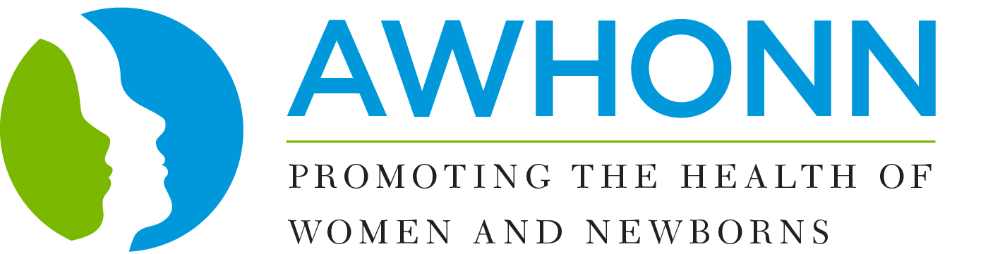 AWHONN
PROMOTING THE HEALTH OF
WOMEN AND NEWBORNS